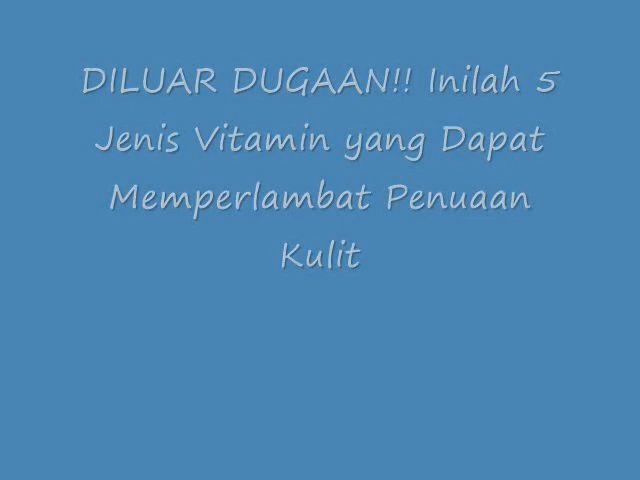 DILUAR DUGAAN!! Inilah 5
Jenis Vitamin yang Dapat
Memperlambat Penuaan
Kulit